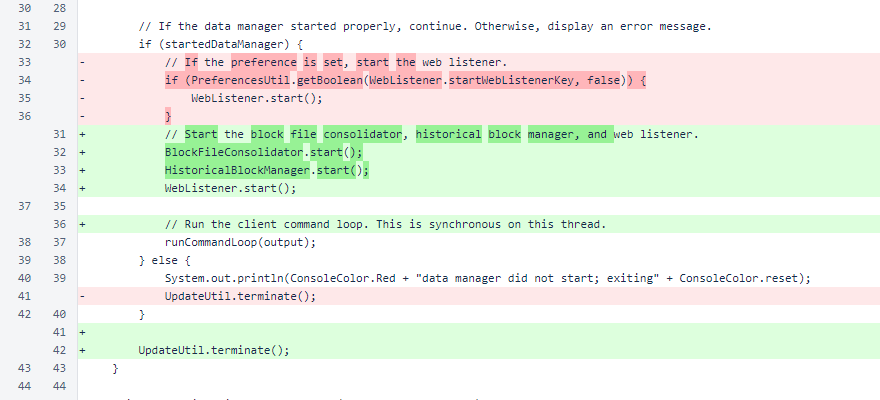 30 28
31 29 // If the data manager started properly, continue. Otherwise, display an error message.
32 30 if (startedDataManager) {
33 - // If the preference is set, start the web listener.
34 - if (PreferencesUtil.getBoolean(WebListener.startWebListenerKey, false)) {
35 - WebListener.start();
36 - }
31 + // Start the block file consolidator, historical block manager, and web listener.
32 + BlockFileConsolidator.start();
33 + HistoricalBlockManager.start();
34 + WebListener.start();
37 35
36 + // Run the client command loop. This is synchronous on this thread.
38 37 runCommandLoop(output);
39 38 } else {
40 39 System.out.println(ConsoleColor.Red + "data manager did not start; exiting" + ConsoleColor.reset);
41 - UpdateUtil.terminate();
42 40 }
41 +
42 + UpdateUtil.terminate();
43 43 }
44 44